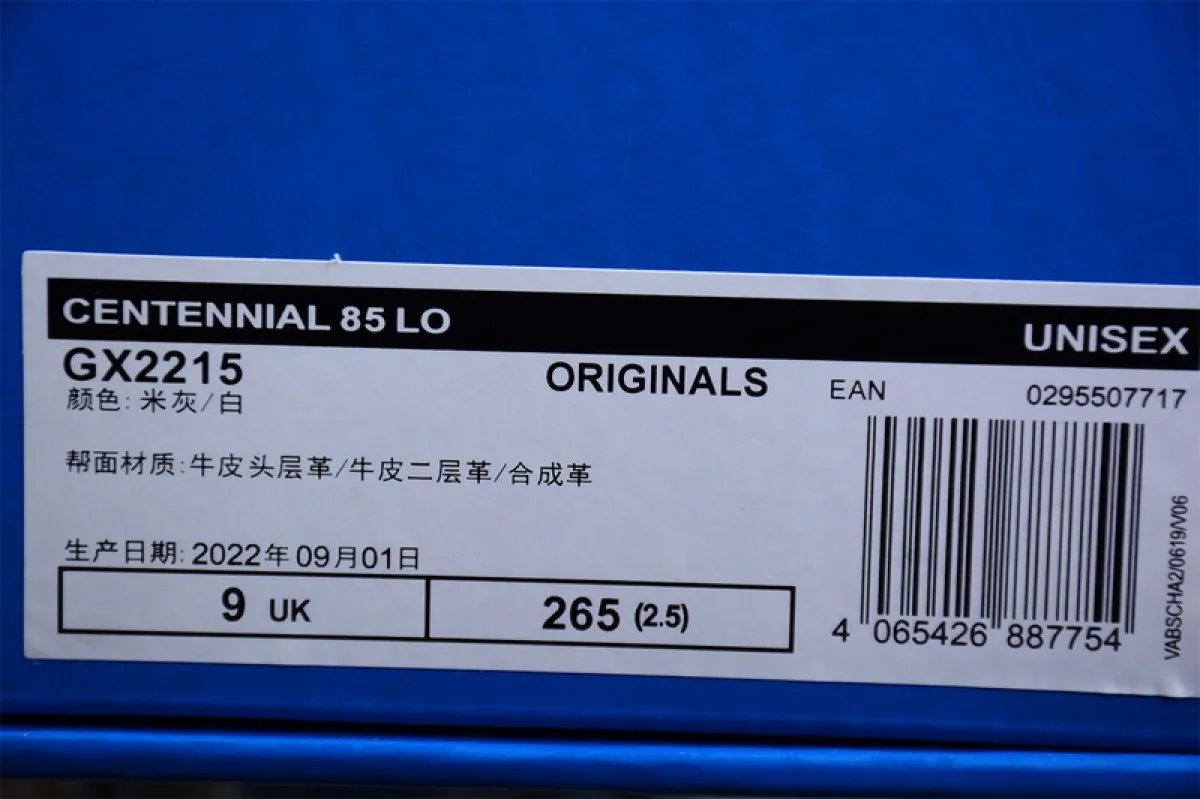 CENTENNIAL 85 LO
UNISEX
GX2215
ORIGINALS
EAN
0295507717
颜色: 米灰/白
帮面材质:牛皮头层革/牛皮二层革/合成革
生产日期: 2022年09月01日
9 UK
265 (2.5)
4 065426 887754
VABSCHA2/0619/V06